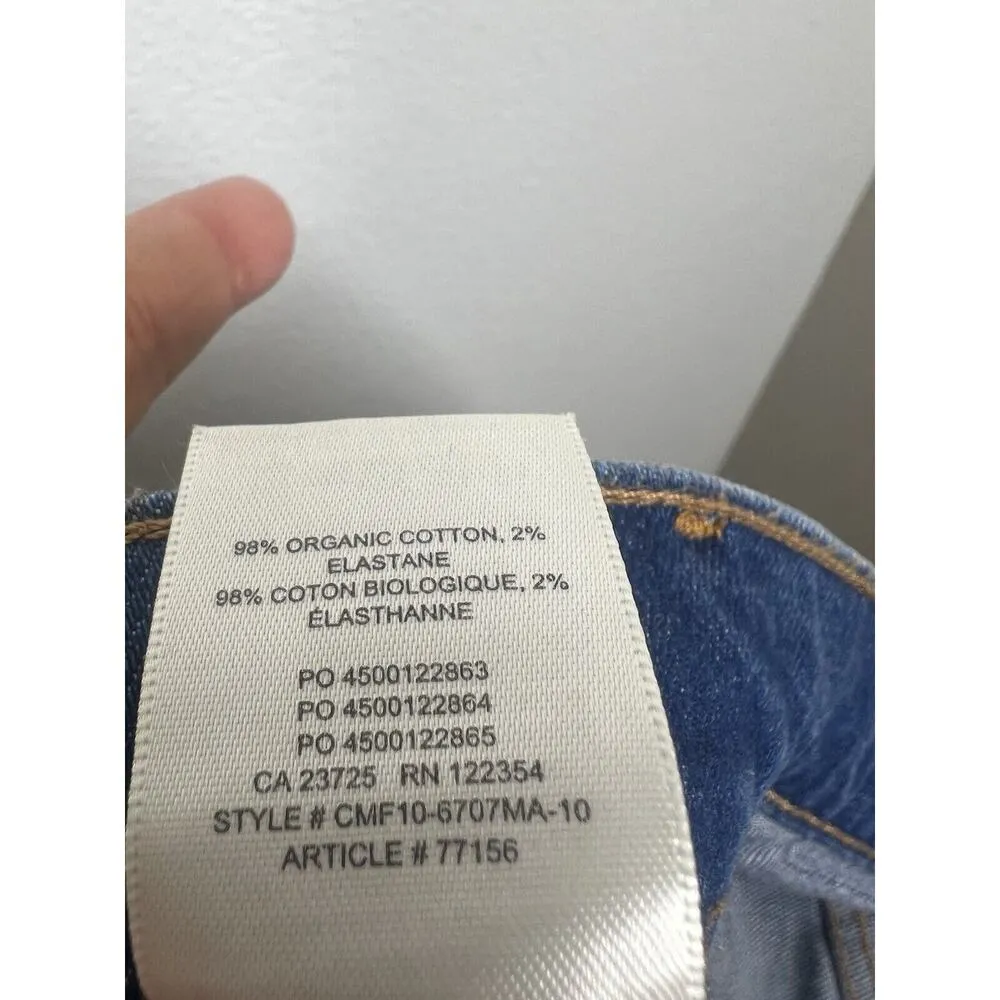 98% ORGANIC COTTON, 2%
ELASTANE
98% COTON BIOLOGIQUE, 2%
ÉLASTHANNE
PO 4500122863
PO 4500122864
PO 4500122865
CA 23725 RN 122354
STYLE # CMF10-6707MA-10
ARTICLE # 77156